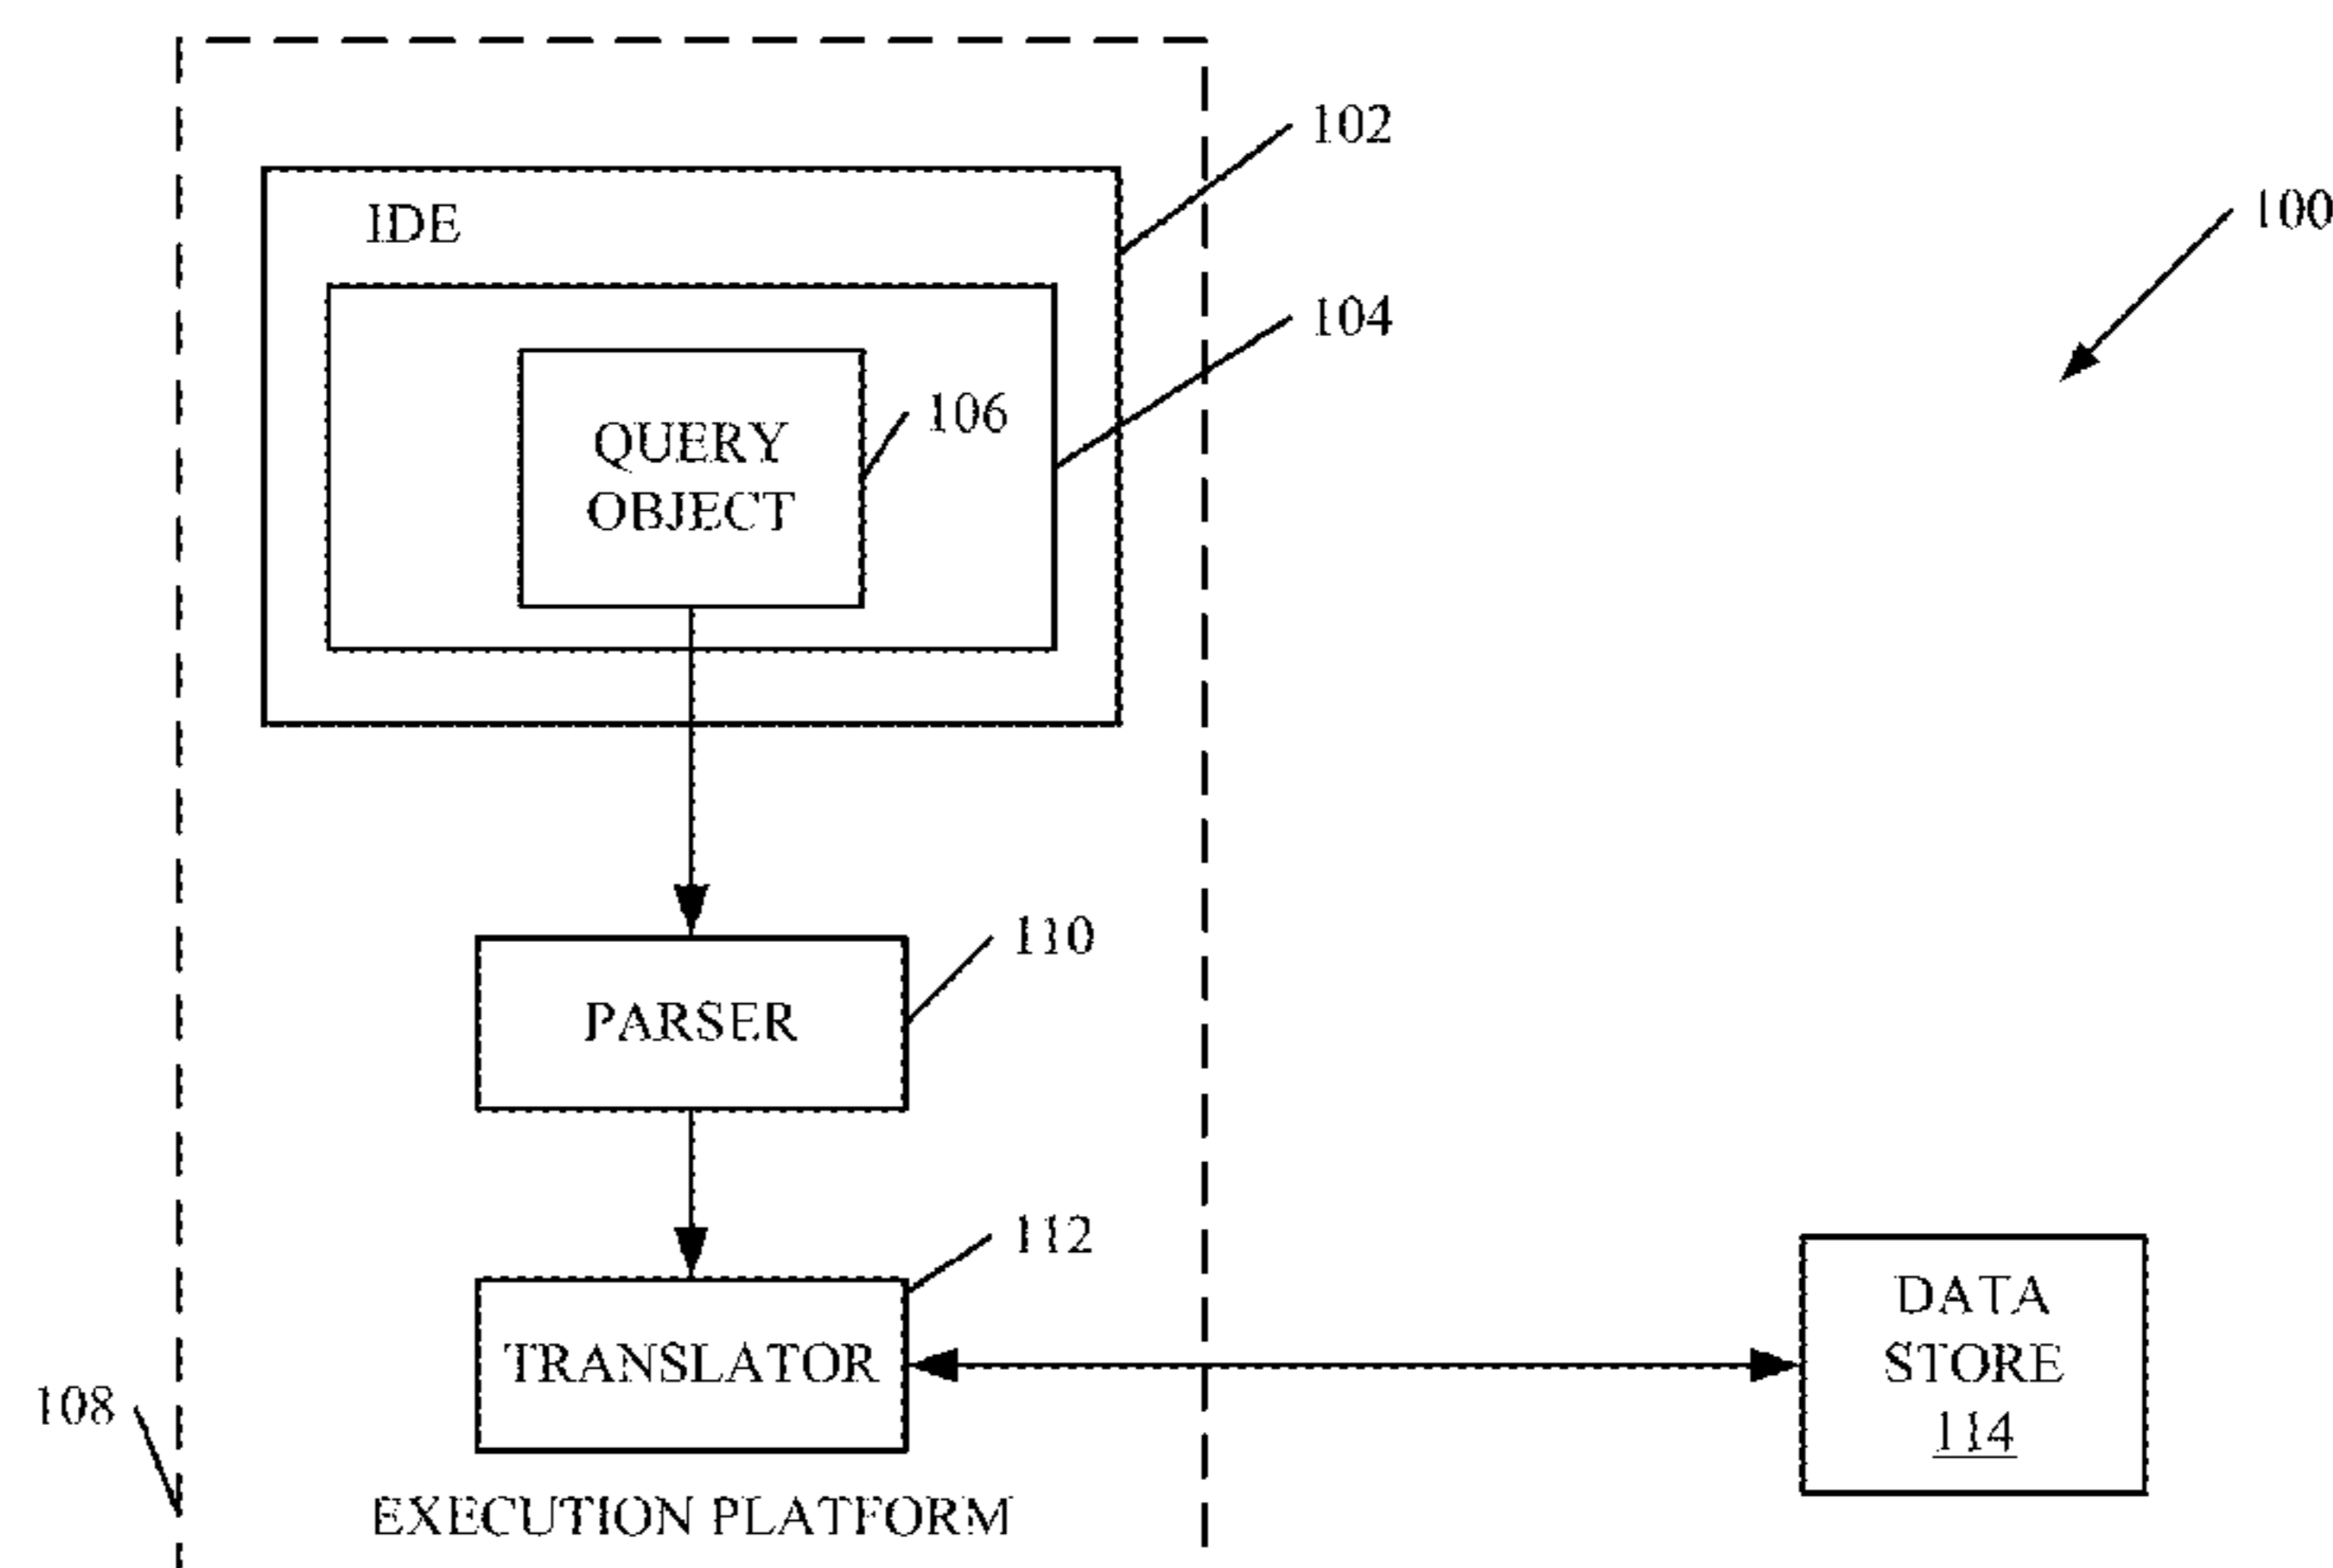 102
100
IDE
104
106
QUERY
OBJECT
110
PARSER
112
TRANSLATOR
DATA
STORE
114
108
EXECUTION PLATFORM